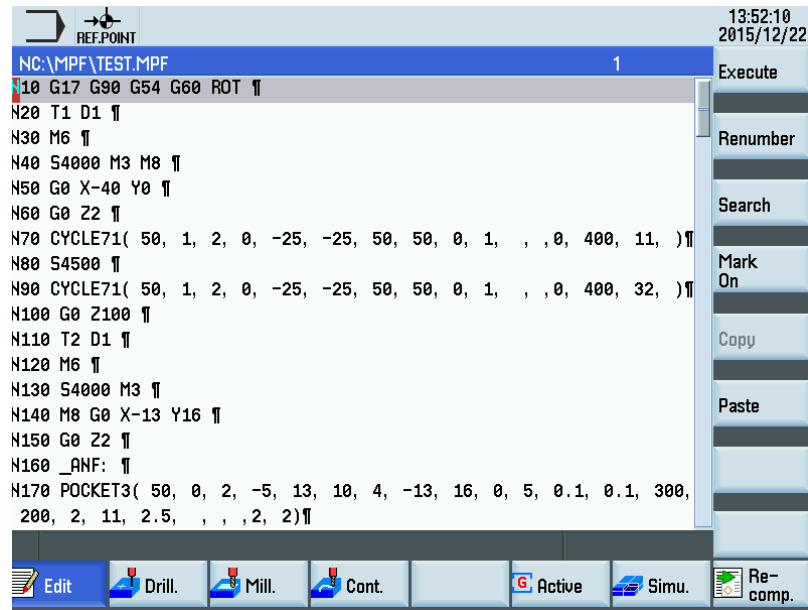 REF.POINT
13:52:10
2015/12/22
NC:\MPF\TEST.MPF 1
N10 G17 G90 G54 G60 ROT ¶
N20 T1 D1 ¶
N30 M6 ¶
N40 S4000 M3 M8 ¶
N50 G0 X-40 Y0 ¶
N60 G0 Z2 ¶
N70 CYCLE71( 50, 1, 2, 0, -25, -25, 50, 50, 0, 1, , ,0, 400, 11, )¶
N80 S4500 ¶
N90 CYCLE71( 50, 1, 2, 0, -25, -25, 50, 50, 0, 1, , ,0, 400, 32, )¶
N100 G0 Z100 ¶
N110 T2 D1 ¶
N120 M6 ¶
N130 S4000 M3 ¶
N140 M8 G0 X-13 Y16 ¶
N150 G0 Z2 ¶
N160 _ANF: ¶
N170 POCKET3( 50, 0, 2, -5, 13, 10, 4, -13, 16, 0, 5, 0.1, 0.1, 300,
200, 2, 11, 2.5, , , ,2, 2)¶
Execute
Renumber
Search
Mark
On
Copy
Paste
Edit
Drill.
Mill.
Cont.
G Active
Simu.
Re-
comp.